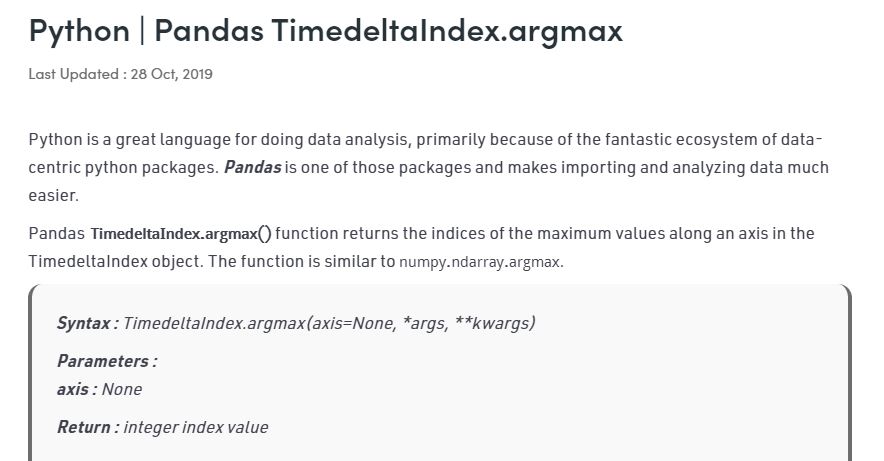 Python | Pandas TimedeltaIndex.argmax
Last Updated : 28 Oct, 2019
Python is a great language for doing data analysis, primarily because of the fantastic ecosystem of data-
centric python packages. Pandas is one of those packages and makes importing and analyzing data much
easier.
Pandas TimedeltaIndex.argmax() function returns the indices of the maximum values along an axis in the
TimedeltaIndex object. The function is similar to numpy.ndarray.argmax.
Syntax : TimedeltaIndex.argmax(axis=None, *args, **kwargs)
Parameters :
axis : None
Return : integer index value